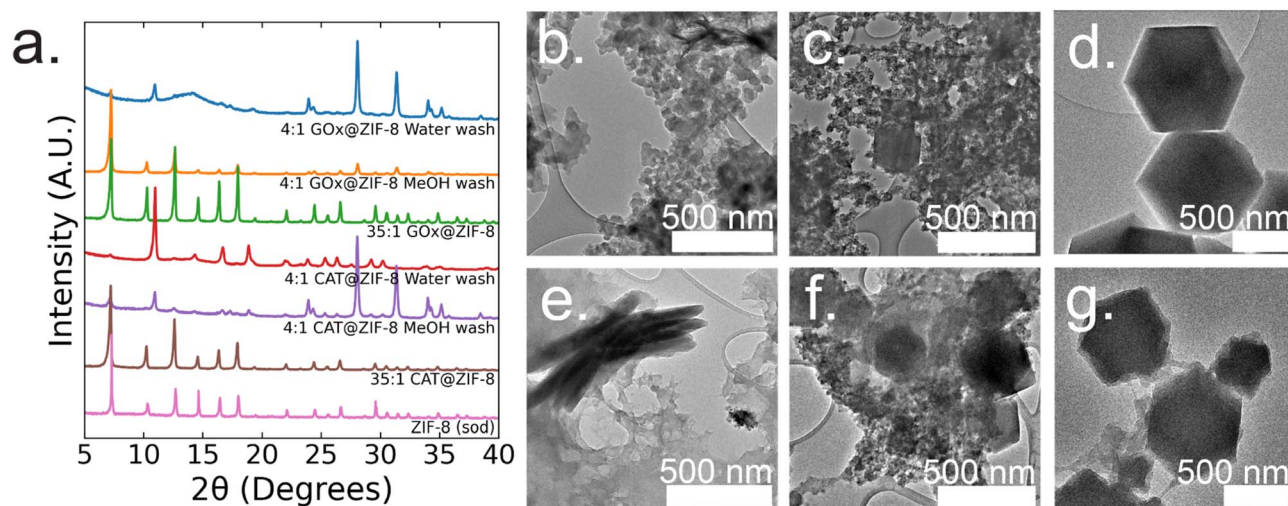 a.
Intensity (A.U.)
4:1 GOx@ZIF-8 Water wash
4:1 GOx@ZIF-8 MeOH wash
35:1 GOx@ZIF-8
4:1 CAT@ZIF-8 Water wash
4:1 CAT@ZIF-8 MeOH wash
35:1 CAT@ZIF-8
ZIF-8 (sod)
5 10 15 20 25 30 35 40
2θ (Degrees)
b.
500 nm
c.
500 nm
d.
500 nm
e.
500 nm
f.
500 nm
g.
500 nm